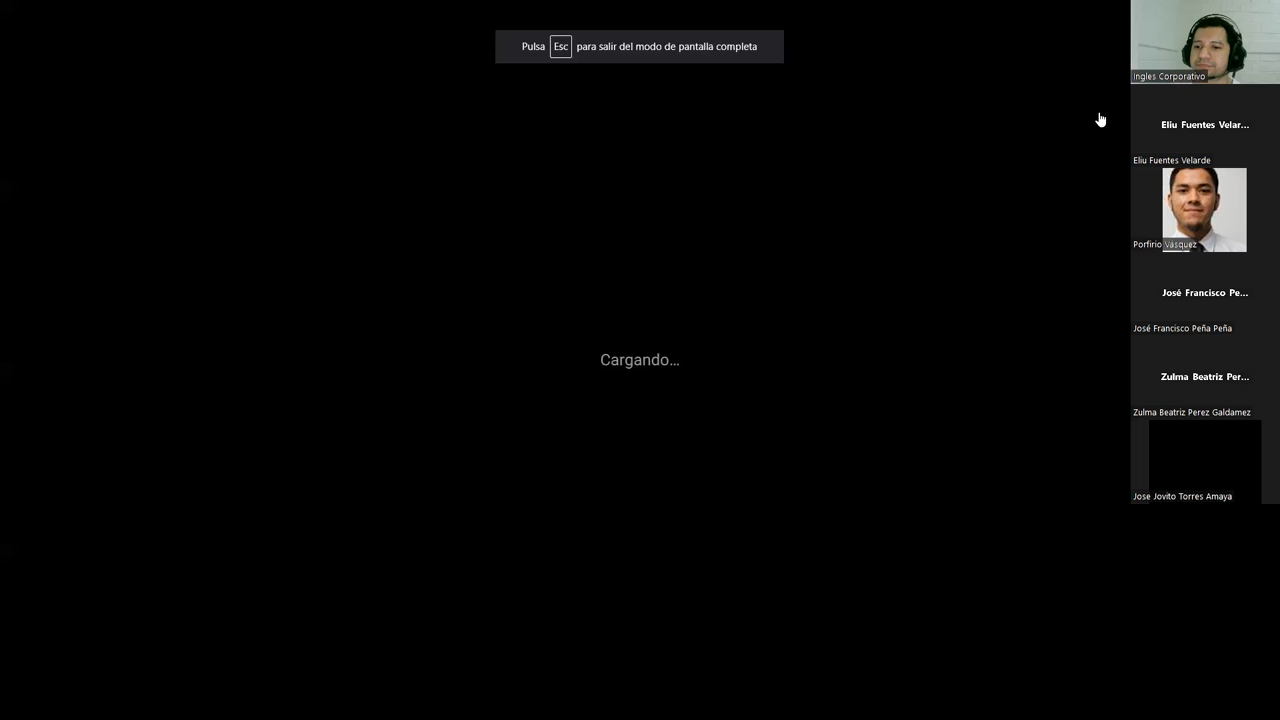 Pulsa Esc para salir del modo de pantalla completa
Ingles Corporativo
Eliu Fuentes Velar...
Eliu Fuentes Velarde
Porfirio Vásquez
José Francisco Pe...
José Francisco Peña Peña
Cargando...
Zulma Beatriz Per...
Zulma Beatriz Perez Galdamez
Jose Jovito Torres Amaya